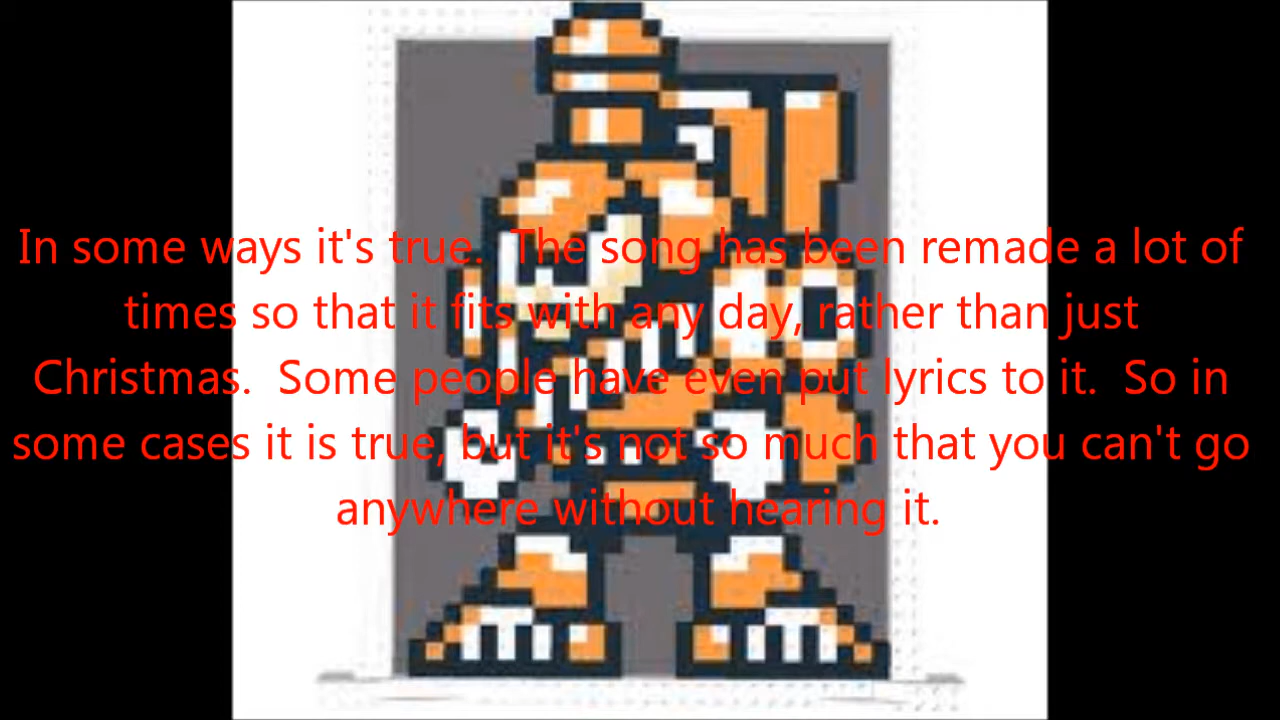 In some ways it's true.  The song has been remade a lot of
times so that it fits with any day, rather than just
Christmas.  Some people have even put lyrics to it.  So in
some cases it is true, but it's not so much that you can't go
anywhere without hearing it.